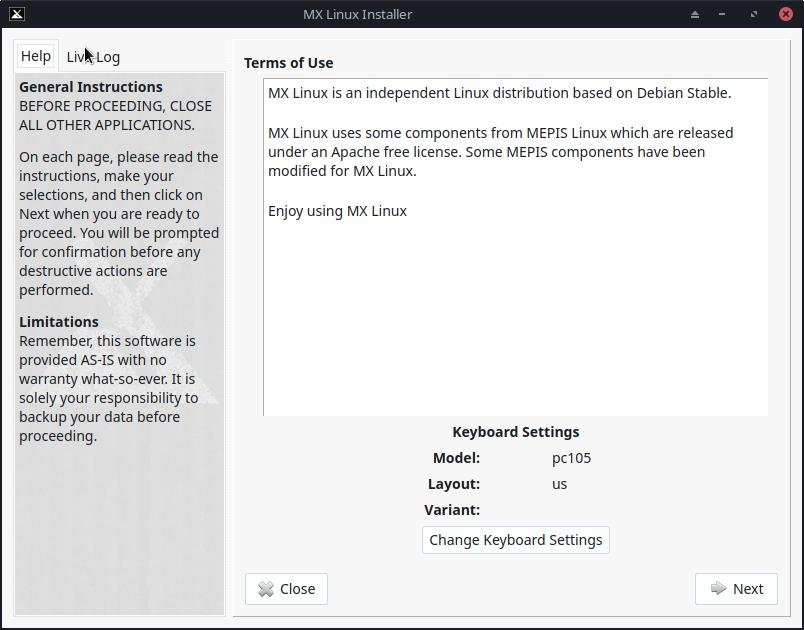 MX Linux Installer
Help
Live Log
General Instructions
BEFORE PROCEEDING, CLOSE
ALL OTHER APPLICATIONS.
On each page, please read the
instructions, make your
selections, and then click on
Next when you are ready to
proceed. You will be prompted
for confirmation before any
destructive actions are
performed.
Limitations
Remember, this software is
provided AS-IS with no
warranty what-so-ever. It is
solely your responsibility to
backup your data before
proceeding.
Terms of Use
MX Linux is an independent Linux distribution based on Debian Stable.
MX Linux uses some components from MEPIS Linux which are released
under an Apache free license. Some MEPIS components have been
modified for MX Linux.
Enjoy using MX Linux
Keyboard Settings
Model: pc105
Layout: us
Variant:
Change Keyboard Settings
Close
Next